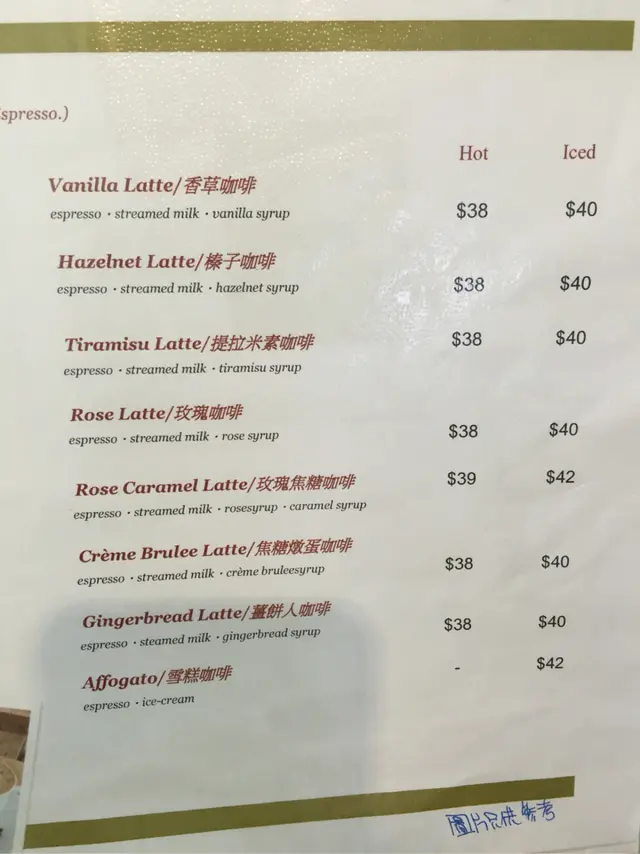 spresso.)
Hot Iced
Vanilla Latte/香草咖啡 $38 $40
espresso・streamed milk・vanilla syrup
Hazelnet Latte/榛子咖啡 $38 $40
espresso・streamed milk・hazelnet syrup
Tiramisu Latte/提拉米素咖啡 $38 $40
espresso・streamed milk・tiramisu syrup
Rose Latte/玫瑰咖啡 $38 $40
espresso・streamed milk・rose syrup
Rose Caramel Latte/玫瑰焦糖咖啡 $39 $42
espresso・streamed milk・rosesyrup・caramel syrup
Crème Brulee Latte/焦糖燉蛋咖啡 $38 $40
espresso・streamed milk・crème bruleesyrup
Gingerbread Latte/薑餅人咖啡 $38 $40
espresso・steamed milk・gingerbread syrup
Affogato/雪糕咖啡 - $42
espresso・ice-cream
圖片只供參考